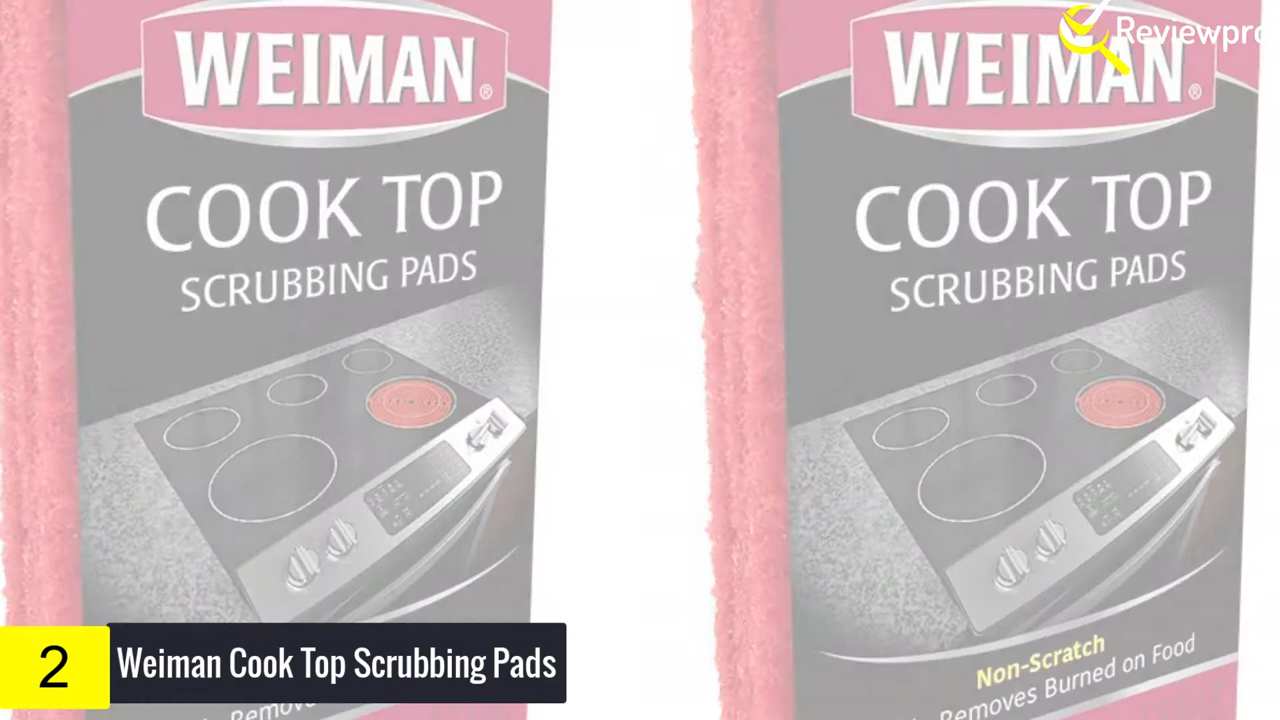 WEIMAN®
COOK TOP
SCRUBBING PADS
2 Weiman Cook Top Scrubbing Pads
Reviewpro
WEIMAN®
COOK TOP
SCRUBBING PADS
Non-Scratch
Removes Burned on Food